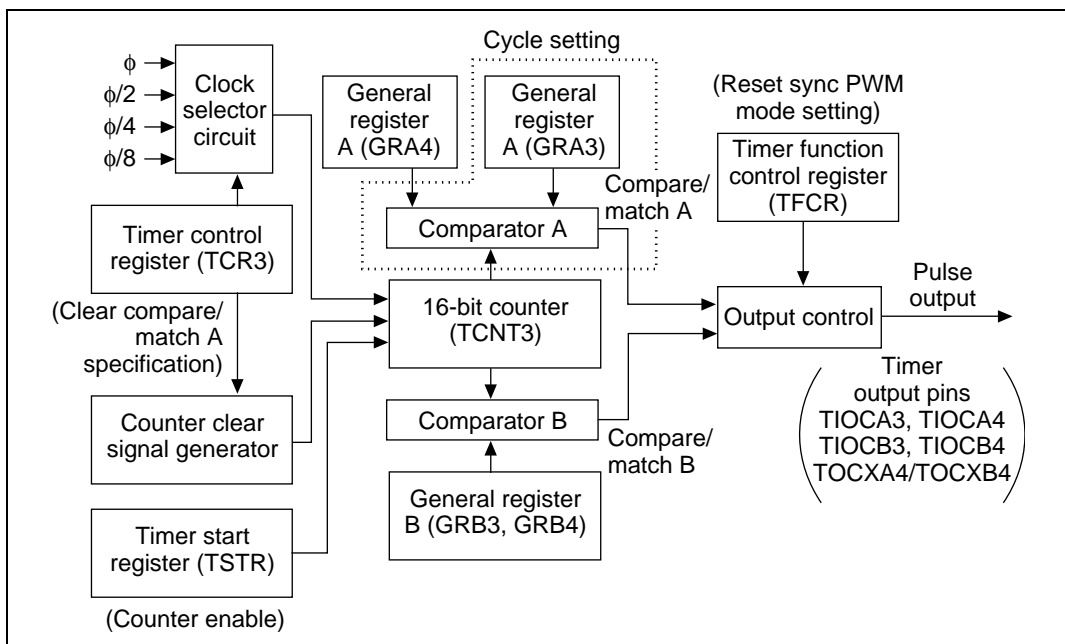 Cycle setting
ϕ
ϕ/2
ϕ/4
ϕ/8
Clock
selector
circuit
General
register
A (GRA4)
General
register
A (GRA3)
(Reset sync PWM
mode setting)
Timer function
control register
(TFCR)
Compare/
match A
Comparator A
Timer control
register (TCR3)
(Clear compare/
match A
specification)
16-bit counter
(TCNT3)
Output control
Pulse
output
Counter clear
signal generator
Comparator B
Compare/
match B
Timer
output pins
TIOCA3, TIOCA4
TIOCB3, TIOCB4
TOCXA4/TOCXB4
General register
B (GRB3, GRB4)
Timer start
register (TSTR)
(Counter enable)